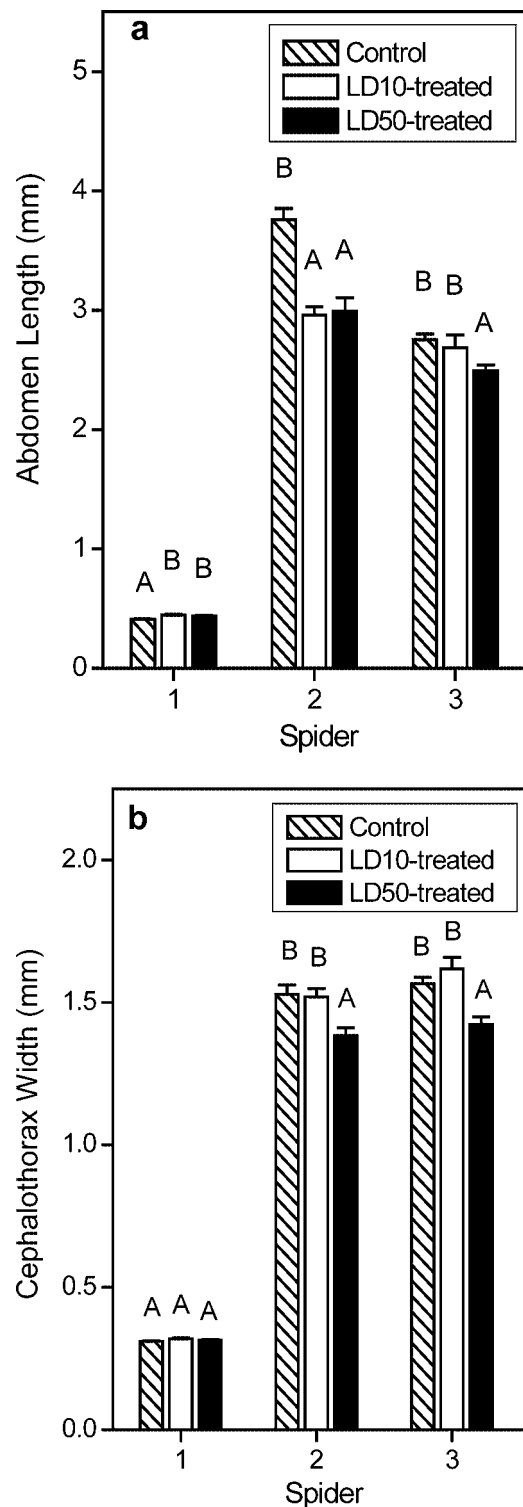 a
Control
LD10-treated
LD50-treated
Abdomen Length (mm)
5
4
3
2
1
0
B
A
A
B
B
A
A
B
B
1
2
3
Spider
b
Control
LD10-treated
LD50-treated
Cephalothorax Width (mm)
2.0
1.5
1.0
0.5
0.0
B
B
A
B
B
A
A
A
A
1
2
3
Spider